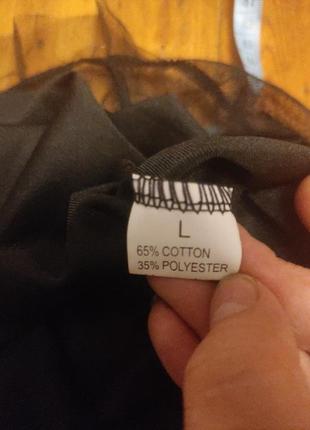 L
65% COTTON
35% POLYESTER